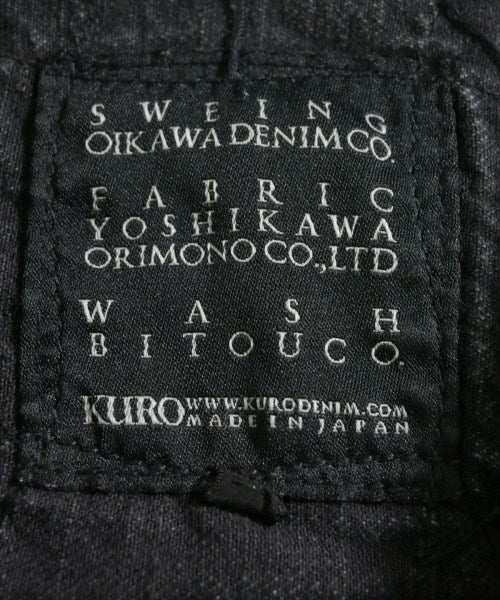 SWEING
OIKAWA DENIM CO.
FABRIC
YOSHIKAWA
ORIMONO CO.,LTD
WASH
BITOU CO.
KURO WWW.KURODENIM.COM
MADE IN JAPAN